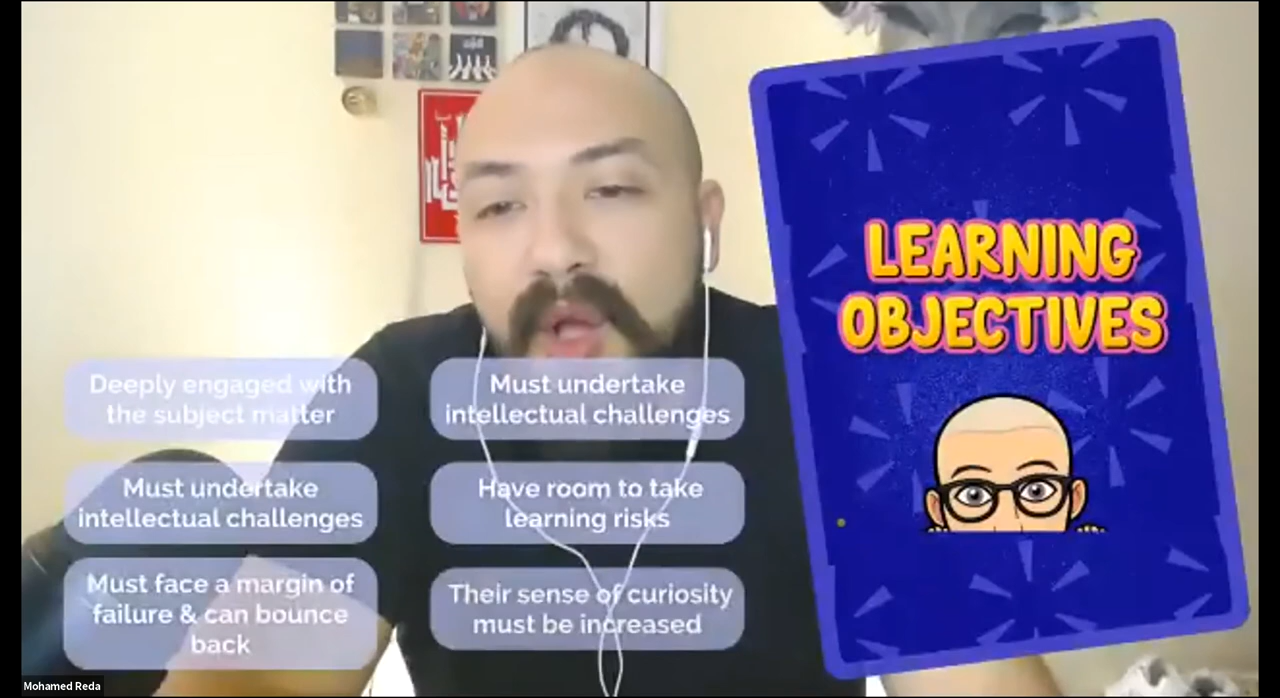 LEARNING
OBJECTIVES
Deeply engaged with
the subject matter
Must undertake
intellectual challenges
Must undertake
intellectual challenges
Have room to take
learning risks
Must face a margin of
failure & can bounce
back
Their sense of curiosity
must be increased
Mohamed Reda